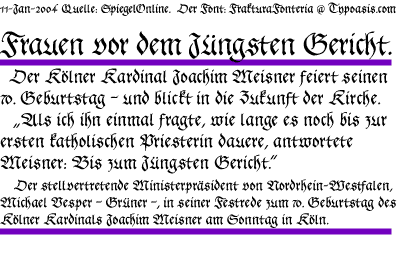 11-Jan-2004 Quelle: SpiegelOnline. Der Font: FrakturaFonteria @ Typoasis.com
Frauen vor dem Jüngsten Gericht.
Der Kölner Kardinal Joachim Meisner feiert seinen
70. Geburtstag – und blickt in die Zukunft der Kirche.
„Als ich ihn einmal fragte, wie lange es noch bis zur
ersten katholischen Priesterin dauere, antwortete
Meisner: Bis zum Jüngsten Gericht.“
Der stellvertretende Ministerpräsident von Nordrhein-Westfalen,
Michael Vesper – Grüner –, in seiner Festrede zum 70. Geburtstag des
Kölner Kardinals Joachim Meisner am Sonntag in Köln.